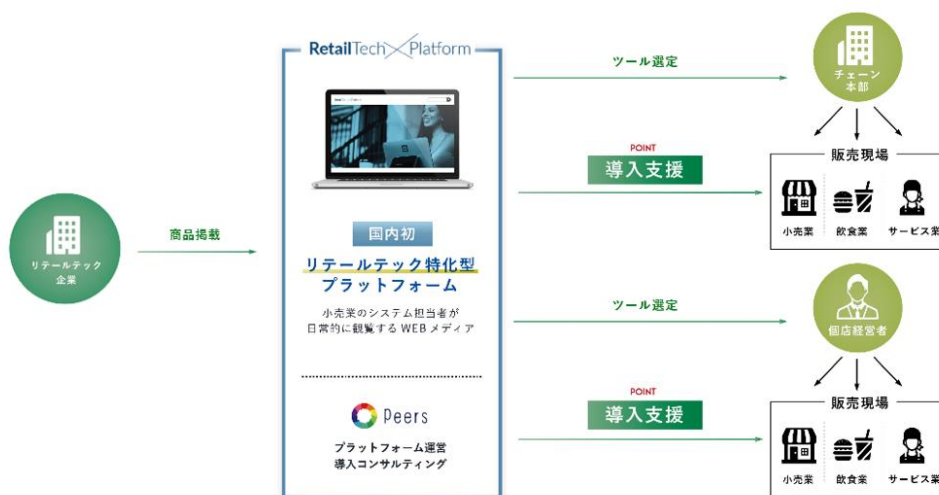 リテールテック
企業
商品掲載
RetailTech Platform
国内初
リテールテック特化型
プラットフォーム
小売業のシステム担当者が
日常的に観覧する WEB メディア
Peers
プラットフォーム運営
導入コンサルティング
ツール選定
チェーン
本部
POINT
導入支援
販売現場
小売業
飲食業
サービス業
ツール選定
個店経営者
POINT
導入支援
販売現場
小売業
飲食業
サービス業